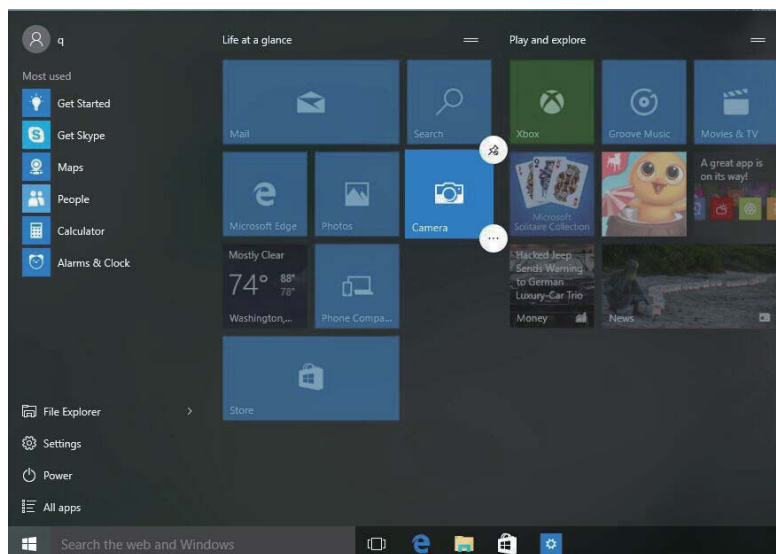 q
Most used
Get Started
Get Skype
Maps
People
Calculator
Alarms & Clock
File Explorer
Settings
Power
All apps
Life at a glance
Mail
Search
Microsoft Edge
Photos
Camera
Mostly Clear
74° 88°
78°
Washington,...
Phone Compa...
Store
Play and explore
Xbox
Groove Music
Movies & TV
Microsoft
Solitaire Collection
A great app is
on its way!
Hacked Jeep
Sends Warning
to German
Luxury-Car Trio
Money
News
Search the web and Windows